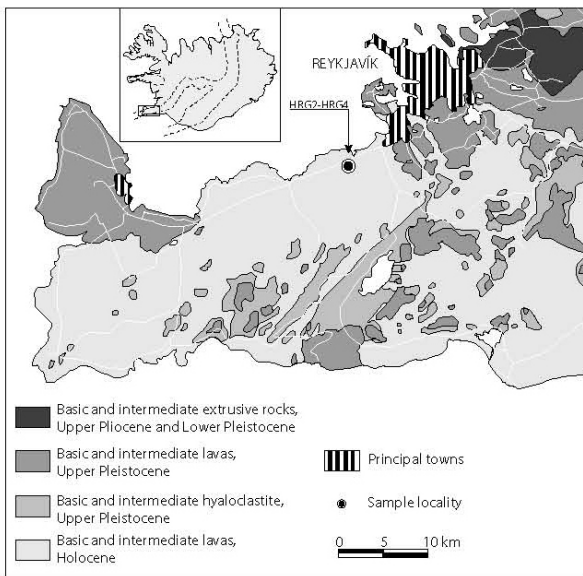 REYKJAVÍK
HRG2-HRG4
Basic and intermediate extrusive rocks,
Upper Pliocene and Lower Pleistocene
Basic and intermediate lavas,
Upper Pleistocene
Basic and intermediate hyaloclastite,
Upper Pleistocene
Basic and intermediate lavas,
Holocene
Principal towns
Sample locality
0 5 10 km